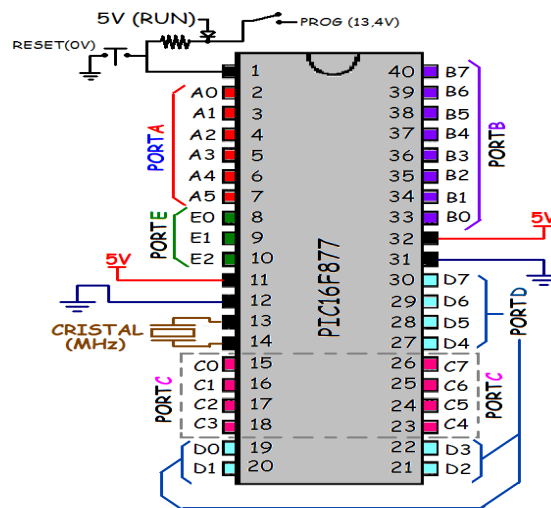 5V (RUN)
PROG (13,4V)
RESET(0V)
1 40 B7
A0 2 39 B6
A1 3 38 B5
A2 4 37 B4
A3 5 36 B3
A4 6 35 B2
A5 7 34 B1
E0 8 33 B0
E1 9 32
E2 10 31
11 30 D7
12 29 D6
13 28 D5
14 27 D4
C0 15 26 C7
C1 16 25 C6
C2 17 24 C5
C3 18 23 C4
D0 19 22 D3
D1 20 21 D2
PORTA
PORTE
PORTB
5V
5V
CRISTAL
(MHz)
PIC16F877
PORTD
PORTC
PORTC